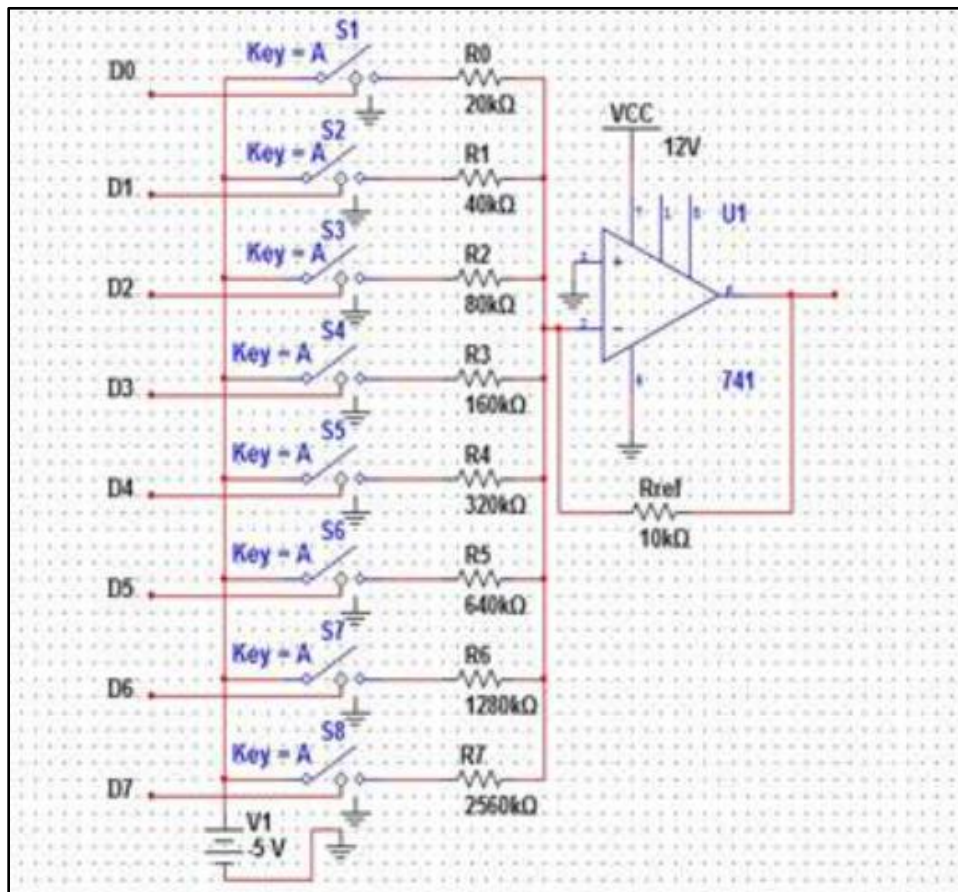 S1
Key = A
D0
R0
20kΩ
S2
Key = A
D1
R1
40kΩ
S3
Key = A
D2
R2
80kΩ
S4
Key = A
D3
R3
160kΩ
S5
Key = A
D4
R4
320kΩ
S6
Key = A
D5
R5
640kΩ
S7
Key = A
D6
R6
1280kΩ
S8
Key = A
D7
R7
2560kΩ
V1
-5 V
VCC
12V
U1
+
−
741
Rref
10kΩ